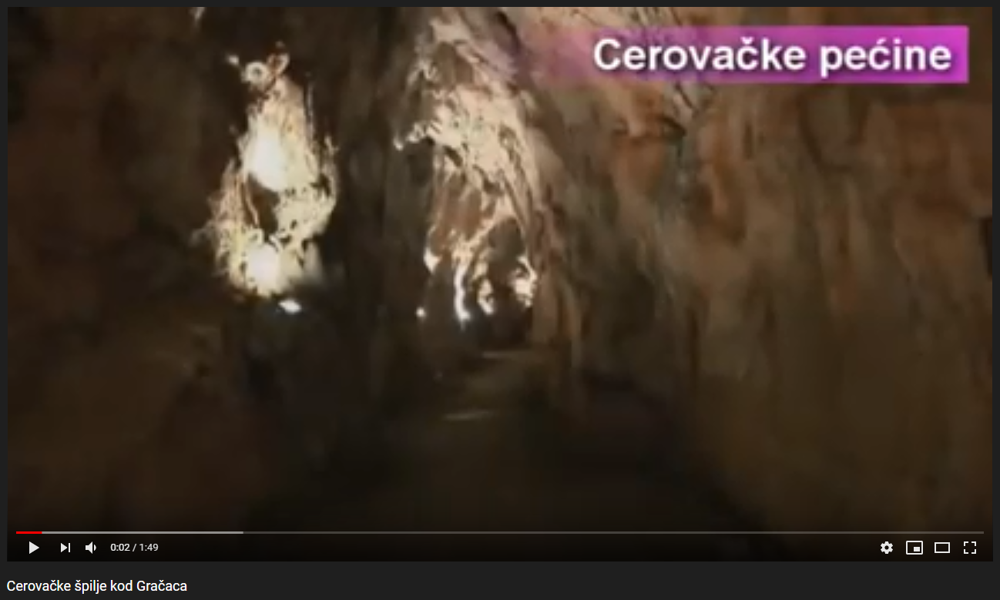 Cerovačke pećine
0:02 / 1:49
Cerovačke špilje kod Gračaca